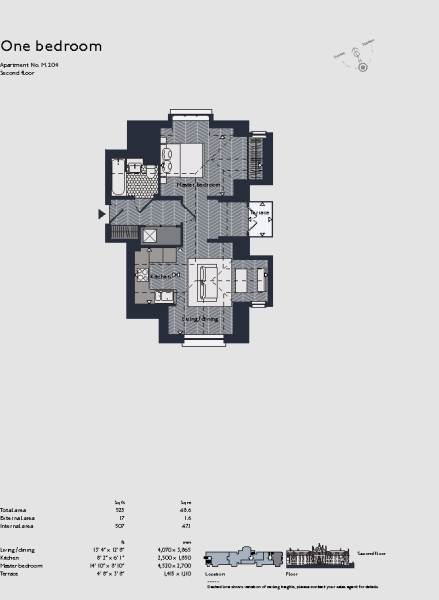 One bedroom
Apartment No. M.204
Second floor
Master bedroom
Terrace
Kitchen
Living / dining
Sq ft Sq m
Total area 523 48.6
External area 17 1.6
Internal area 507 47.1
ft mm
Living / dining 13' 4" x 12' 8" 4,070 x 3,865
Kitchen 8' 2" x 6' 1" 2,500 x 1,850
Master bedroom 14' 10" x 8' 10" 4,520 x 2,700
Terrace 4' 8" x 3' 8" 1,415 x 1,110
Second floor
Location Floor
Dashed line shows variation of ceiling heights, please contact your sales agent for details